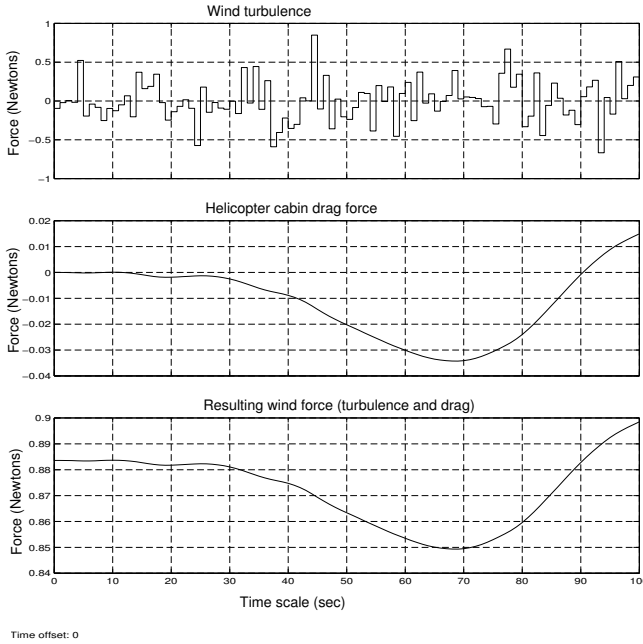 Wind turbulence
1
0.5
0
−0.5
−1
Force (Newtons)
Helicopter cabin drag force
0.02
0.01
0
−0.01
−0.02
−0.03
−0.04
Force (Newtons)
Resulting wind force (turbulence and drag)
0.9
0.89
0.88
0.87
0.86
0.85
0.84
Force (Newtons)
0 10 20 30 40 50 60 70 80 90 10
Time scale (sec)
Time offset: 0